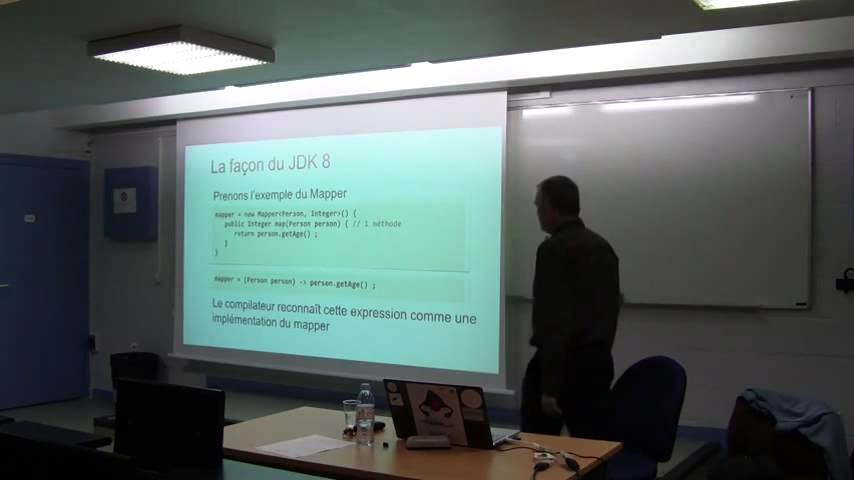 La façon du JDK 8
Prenons l'exemple du Mapper
mapper = new Mapper<Person, Integer>() {
public Integer map(Person person) { // 1 méthode
return person.getAge() ;
}
}
mapper = (Person person) -> person.getAge() ;
Le compilateur reconnaît cette expression comme une
implémentation du mapper